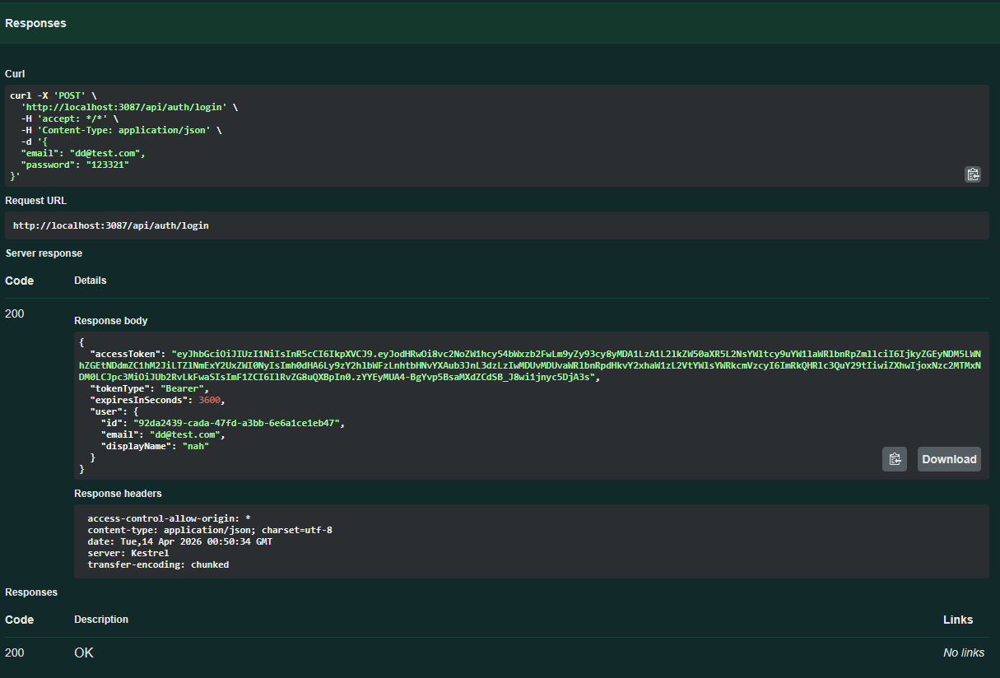 Responses
Curl
curl -X 'POST' \
  'http://localhost:3087/api/auth/login' \
  -H 'accept: */*' \
  -H 'Content-Type: application/json' \
  -d '{
  "email": "dd@test.com",
  "password": "123321"
}'
Request URL
http://localhost:3087/api/auth/login
Server response
Code Details
200
Response body
{
  "accessToken": "eyJhbGciOiJIUzI1NiIsInR5cCI6IkpXVCJ9.eyJodHRwOi8vc2NoZW1hcy54bWxzb2FwLm9yZy93cy8yMDA1LzA1L2lkZW50aXR5L2NsYWltcy9uYW1laWRlbnRpZmllciI6IjkyZGEyNDM5LWN
hZGEtNDdmZC1hM2JiLTZlNmExY2UxZWI0NyIsImh0dHA6Ly9zY2hlbWFzLnhtbHNvYXAub3JnL3dzLzIwMDUvMDUvaWRlbnRpdHkvY2xhaW1zL2VtYWlsYWRkcmVzcyI6ImRkQHRlc3QuY29tIiwiZXhwIjoxNzc2MTMxN
DM0LCJpc3MiOiJUb2RvLkFwaSIsImF1ZCI6IlRvZG8uQXBpIn0.zYYEyMUA4-BgYvp5BsaMXdZCdSB_J8wi1jnyc5DjA3s",
  "tokenType": "Bearer",
  "expiresInSeconds": 3600,
  "user": {
    "id": "92da2439-cada-47fd-a3bb-6e6a1ce1eb47",
    "email": "dd@test.com",
    "displayName": "nah"
  }
}
Download
Response headers
access-control-allow-origin: *
content-type: application/json; charset=utf-8
date: Tue,14 Apr 2026 00:50:34 GMT
server: Kestrel
transfer-encoding: chunked
Responses
Code Description Links
200 OK No links